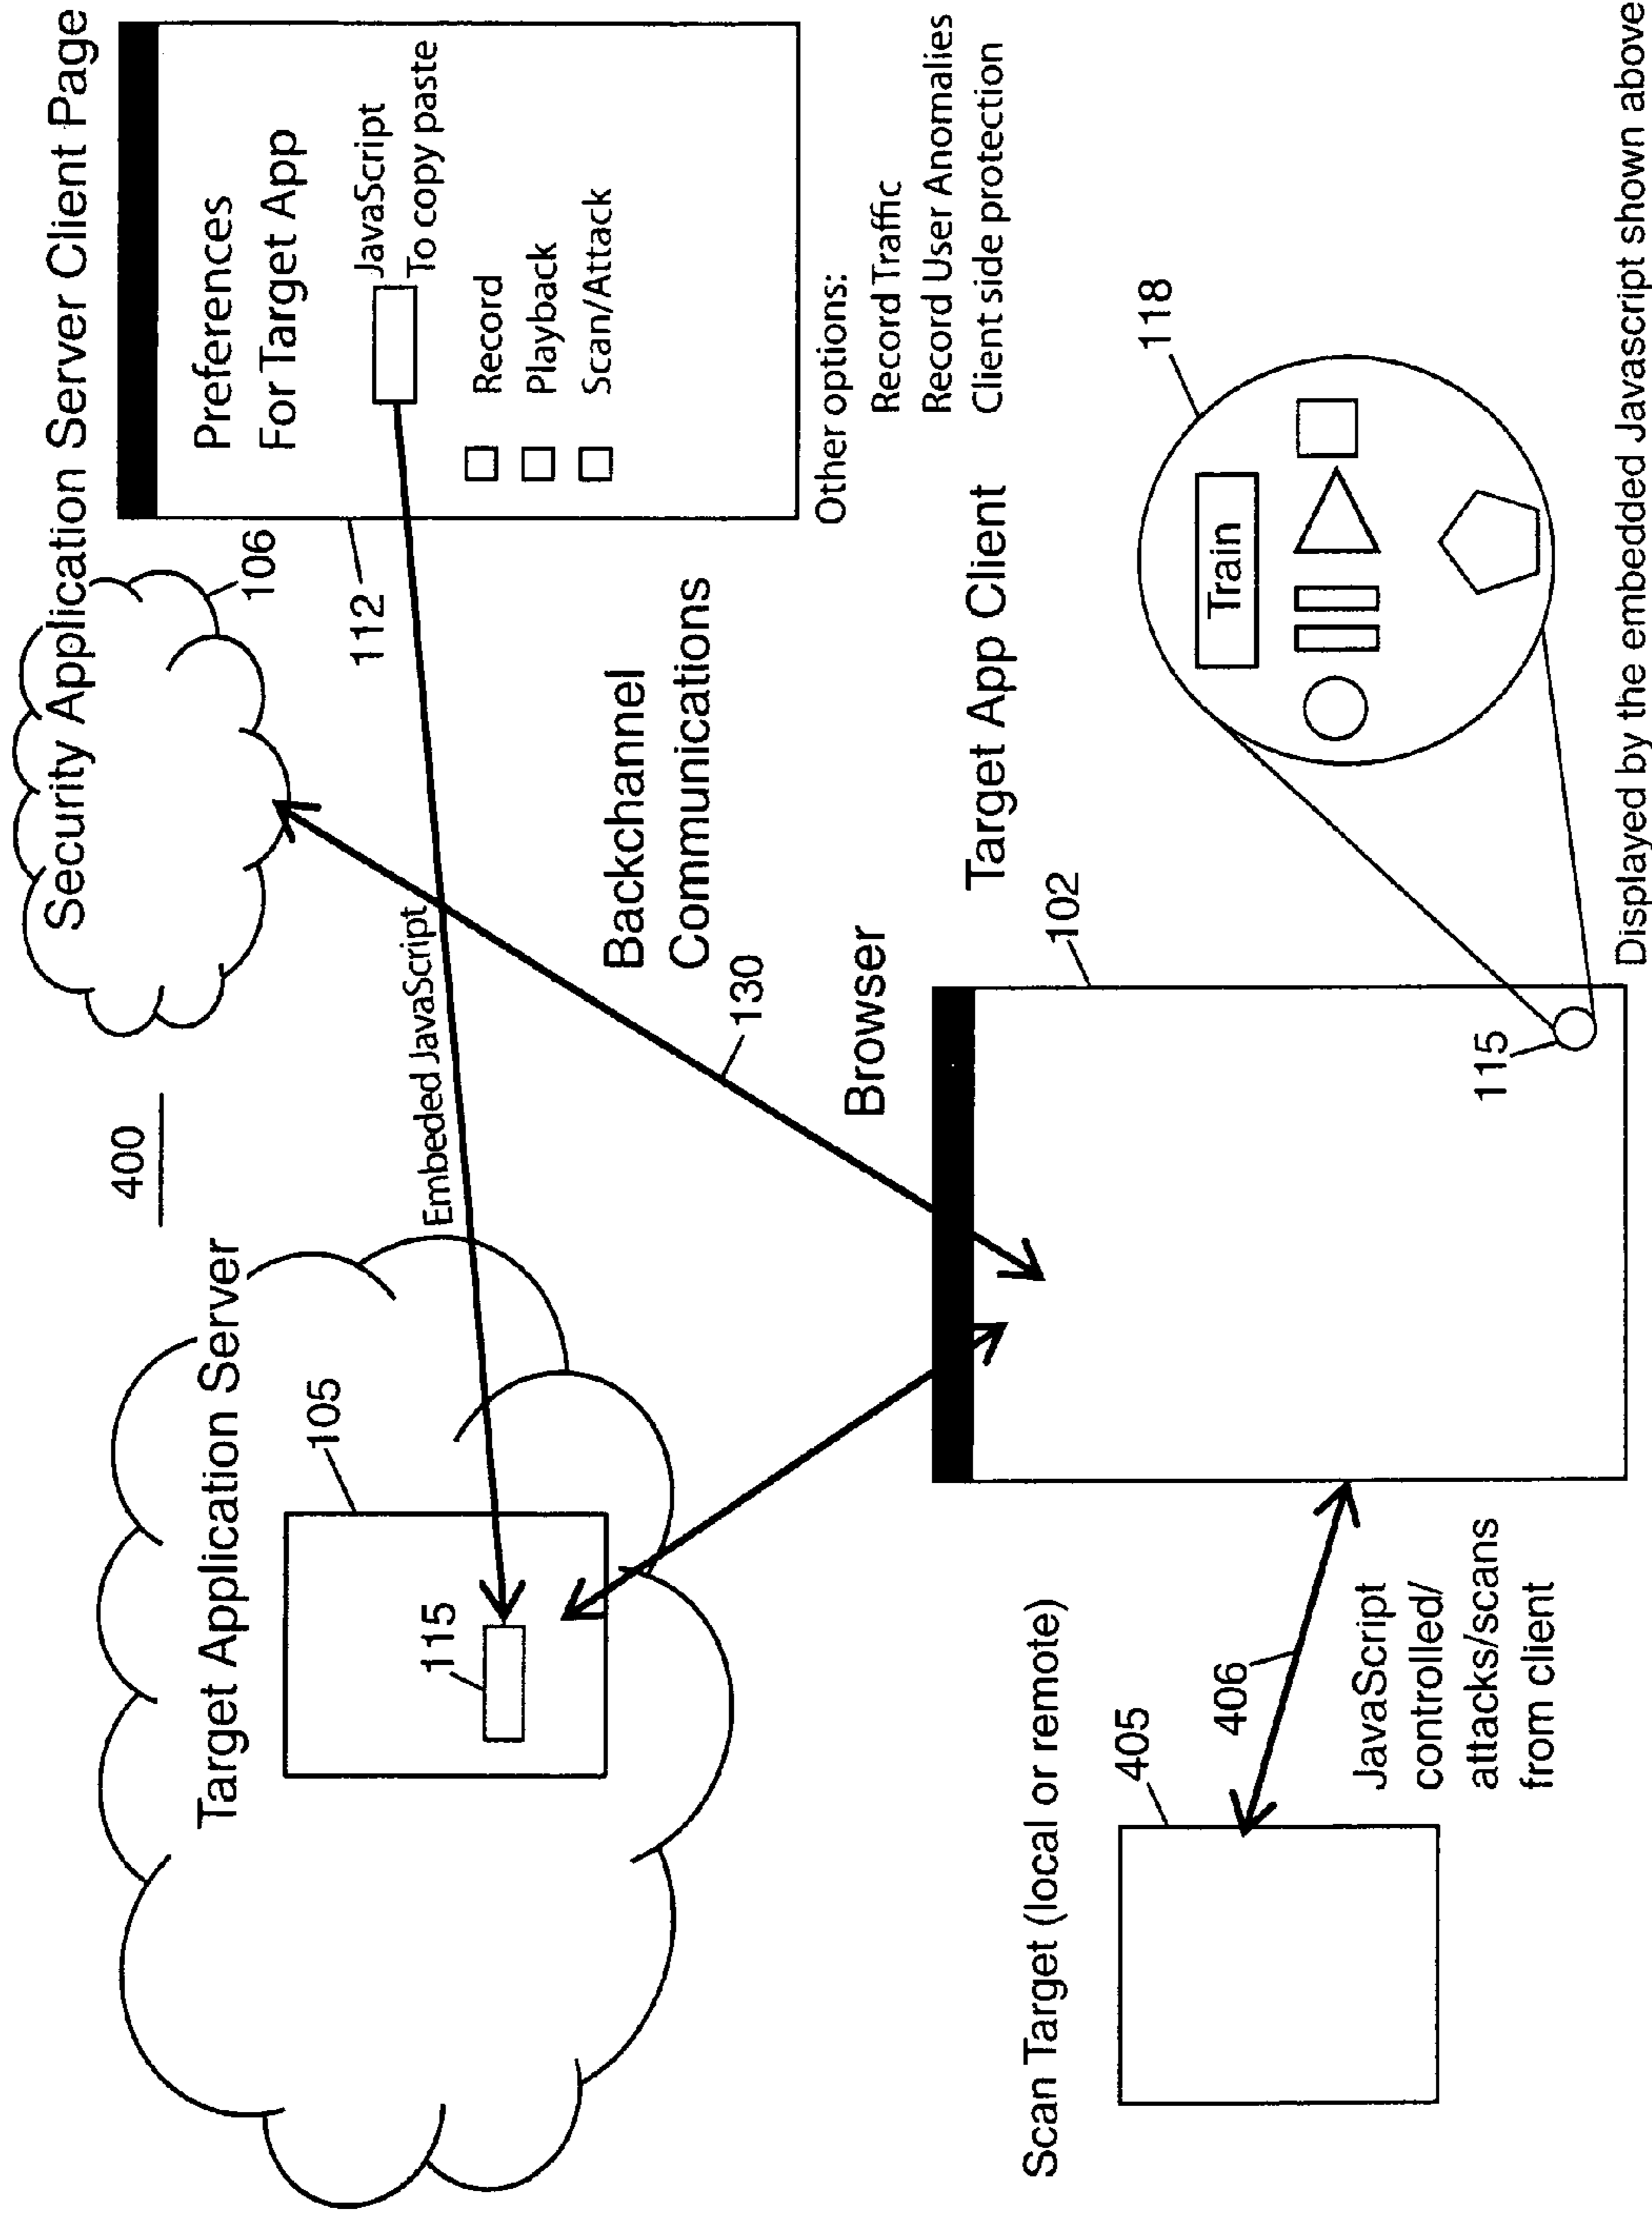 400
Target Application Server
105
115
Embeded JavaScript
Security Application Server Client Page
106
112
Preferences
For Target App
JavaScript
To copy paste
Record
Playback
Scan/Attack
Other options:
Record Traffic
Record User Anomalies
Client side protection
Backchannel
Communications
130
Browser
Target App Client
102
115
118
Train
Displayed by the embedded Javascript shown above
Scan Target (local or remote)
405
406
JavaScript
controlled/
attacks/scans
from client